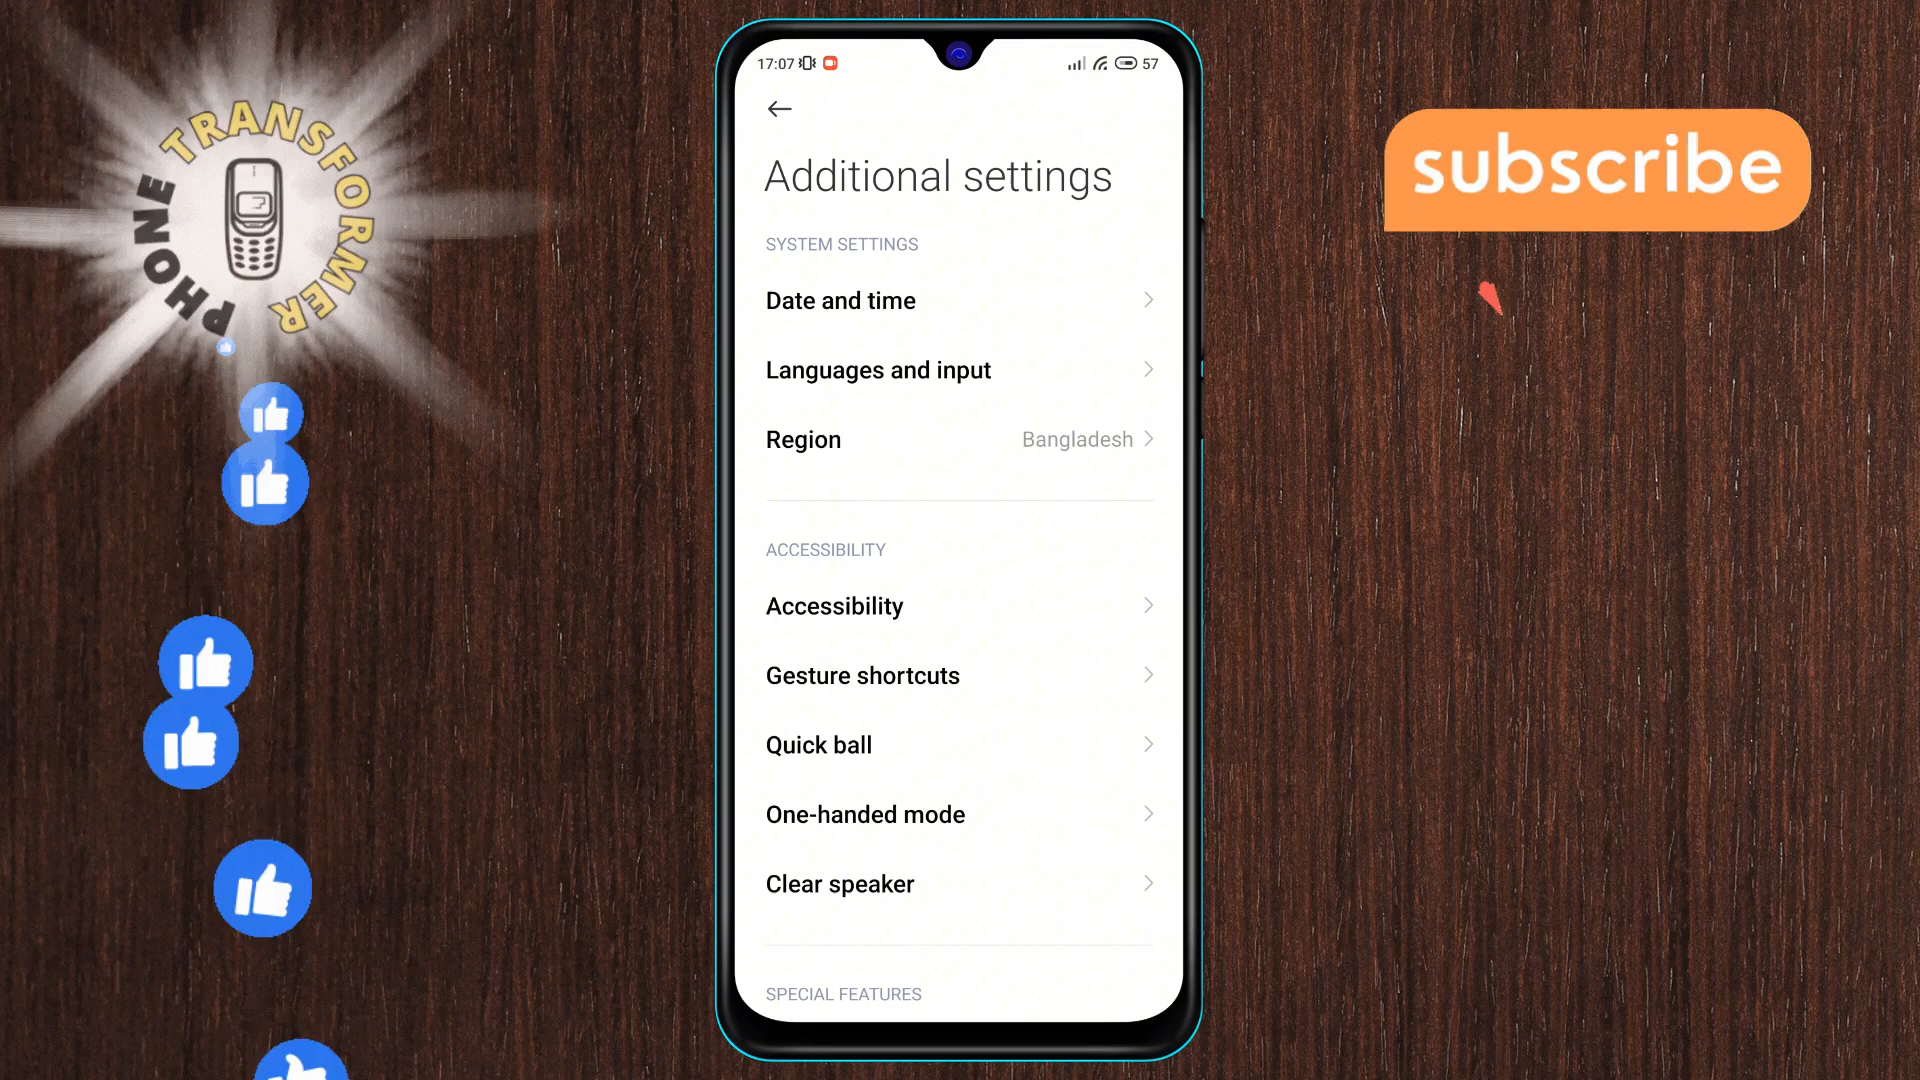 PHONE TRANSFORMER
17:07
57
Additional settings
SYSTEM SETTINGS
Date and time
Languages and input
Region
Bangladesh
ACCESSIBILITY
Accessibility
Gesture shortcuts
Quick ball
One-handed mode
Clear speaker
SPECIAL FEATURES
subscribe